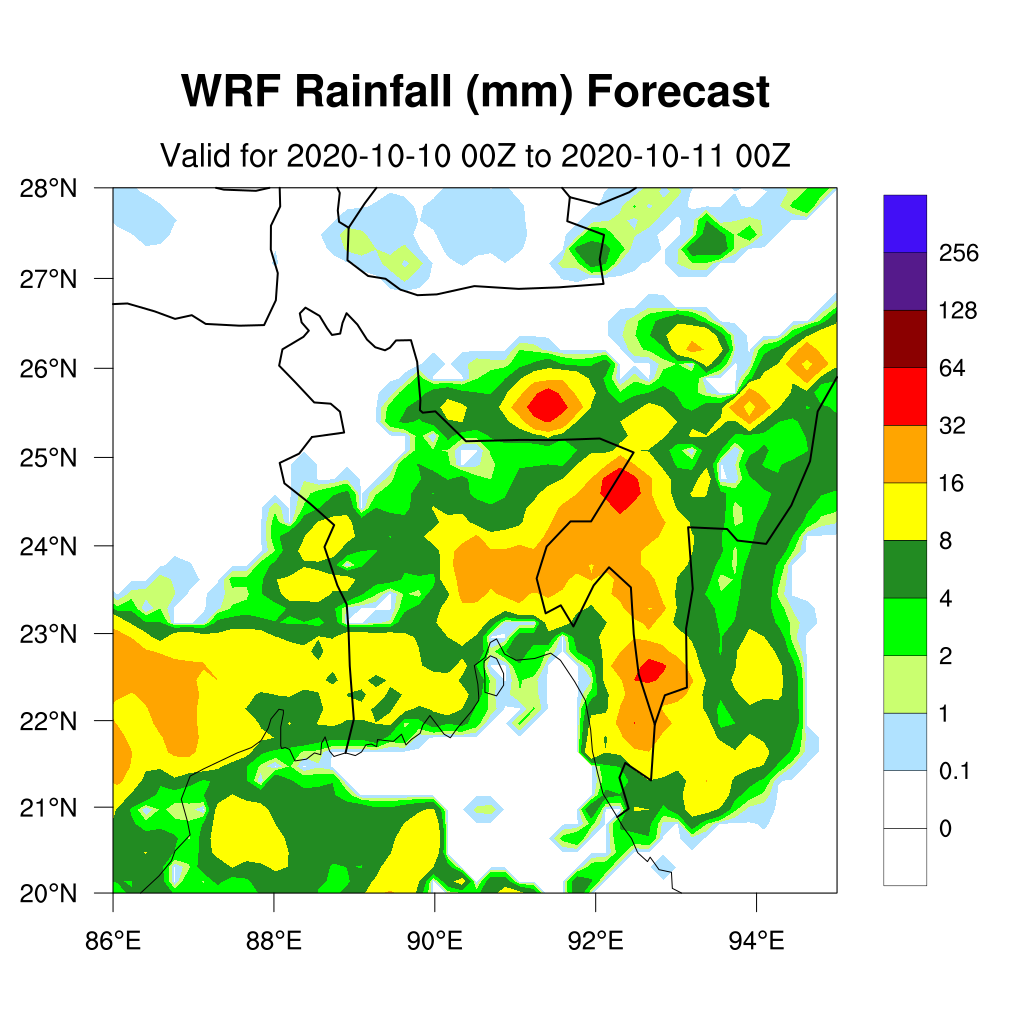 WRF Rainfall (mm) Forecast
Valid for 2020-10-10 00Z to 2020-10-11 00Z
28°N
27°N
26°N
25°N
24°N
23°N
22°N
21°N
20°N
86°E 88°E 90°E 92°E 94°E
256
128
64
32
16
8
4
2
1
0.1
0